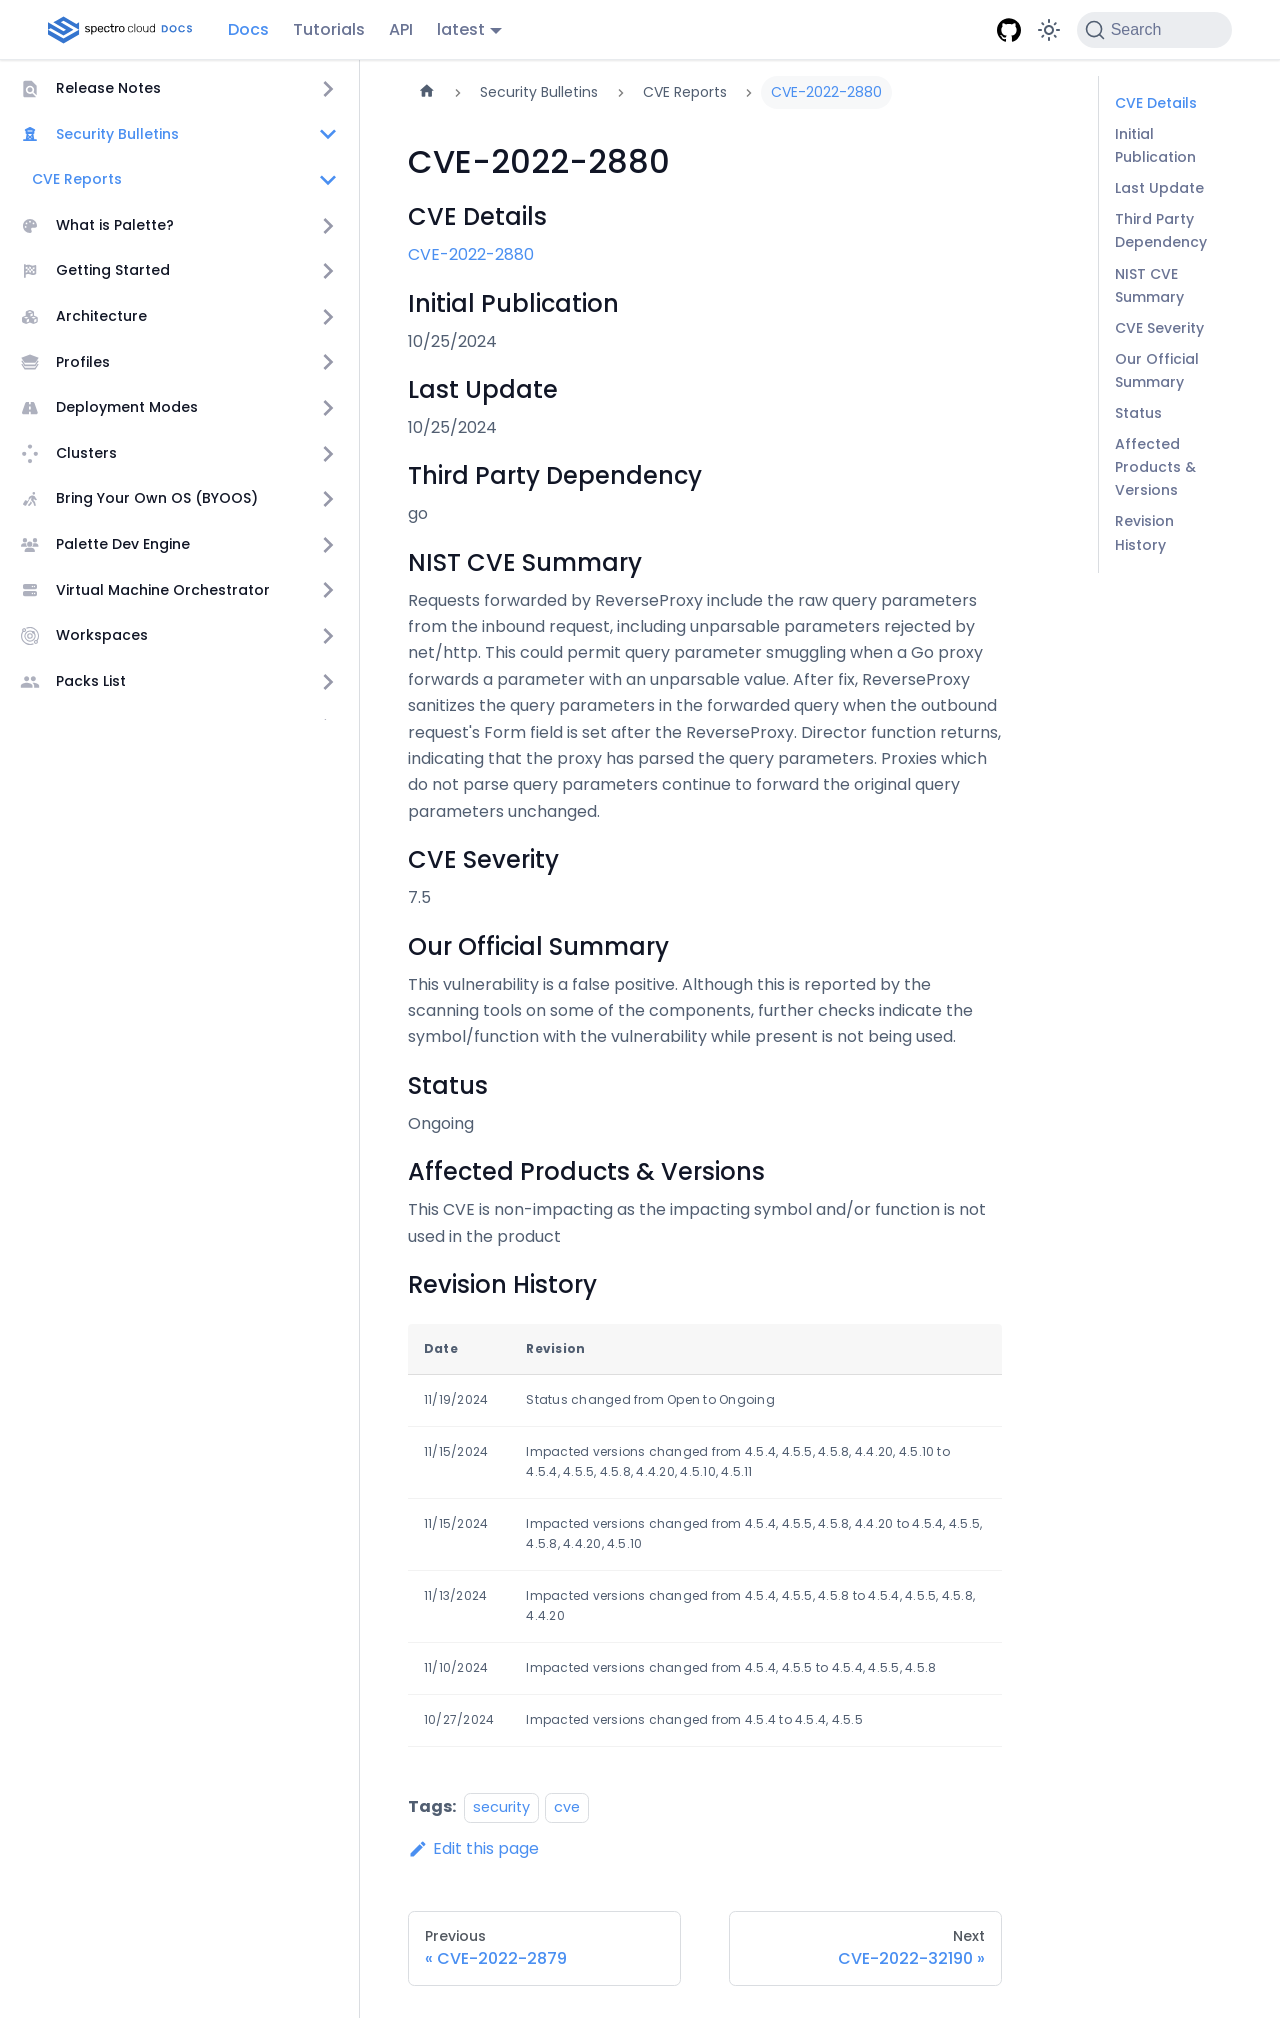 spectro cloud DOCS
Docs
Tutorials
API
latest
Search
Release Notes
Security Bulletins
CVE Reports
What is Palette?
Getting Started
Architecture
Profiles
Deployment Modes
Clusters
Bring Your Own OS (BYOOS)
Palette Dev Engine
Virtual Machine Orchestrator
Workspaces
Packs List
Security Bulletins
CVE Reports
CVE-2022-2880
CVE-2022-2880
CVE Details
CVE-2022-2880
Initial Publication
10/25/2024
Last Update
10/25/2024
Third Party Dependency
go
NIST CVE Summary
Requests forwarded by ReverseProxy include the raw query parameters
from the inbound request, including unparsable parameters rejected by
net/http. This could permit query parameter smuggling when a Go proxy
forwards a parameter with an unparsable value. After fix, ReverseProxy
sanitizes the query parameters in the forwarded query when the outbound
request's Form field is set after the ReverseProxy. Director function returns,
indicating that the proxy has parsed the query parameters. Proxies which
do not parse query parameters continue to forward the original query
parameters unchanged.
CVE Severity
7.5
Our Official Summary
This vulnerability is a false positive. Although this is reported by the
scanning tools on some of the components, further checks indicate the
symbol/function with the vulnerability while present is not being used.
Status
Ongoing
Affected Products & Versions
This CVE is non-impacting as the impacting symbol and/or function is not
used in the product
Revision History
Date Revision
11/19/2024 Status changed from Open to Ongoing
11/15/2024 Impacted versions changed from 4.5.4, 4.5.5, 4.5.8, 4.4.20, 4.5.10 to
4.5.4, 4.5.5, 4.5.8, 4.4.20, 4.5.10, 4.5.11
11/15/2024 Impacted versions changed from 4.5.4, 4.5.5, 4.5.8, 4.4.20 to 4.5.4, 4.5.5,
4.5.8, 4.4.20, 4.5.10
11/13/2024 Impacted versions changed from 4.5.4, 4.5.5, 4.5.8 to 4.5.4, 4.5.5, 4.5.8,
4.4.20
11/10/2024 Impacted versions changed from 4.5.4, 4.5.5 to 4.5.4, 4.5.5, 4.5.8
10/27/2024 Impacted versions changed from 4.5.4 to 4.5.4, 4.5.5
Tags: security cve
Edit this page
Previous
« CVE-2022-2879
Next
CVE-2022-32190 »
CVE Details
Initial
Publication
Last Update
Third Party
Dependency
NIST CVE
Summary
CVE Severity
Our Official
Summary
Status
Affected
Products &
Versions
Revision
History